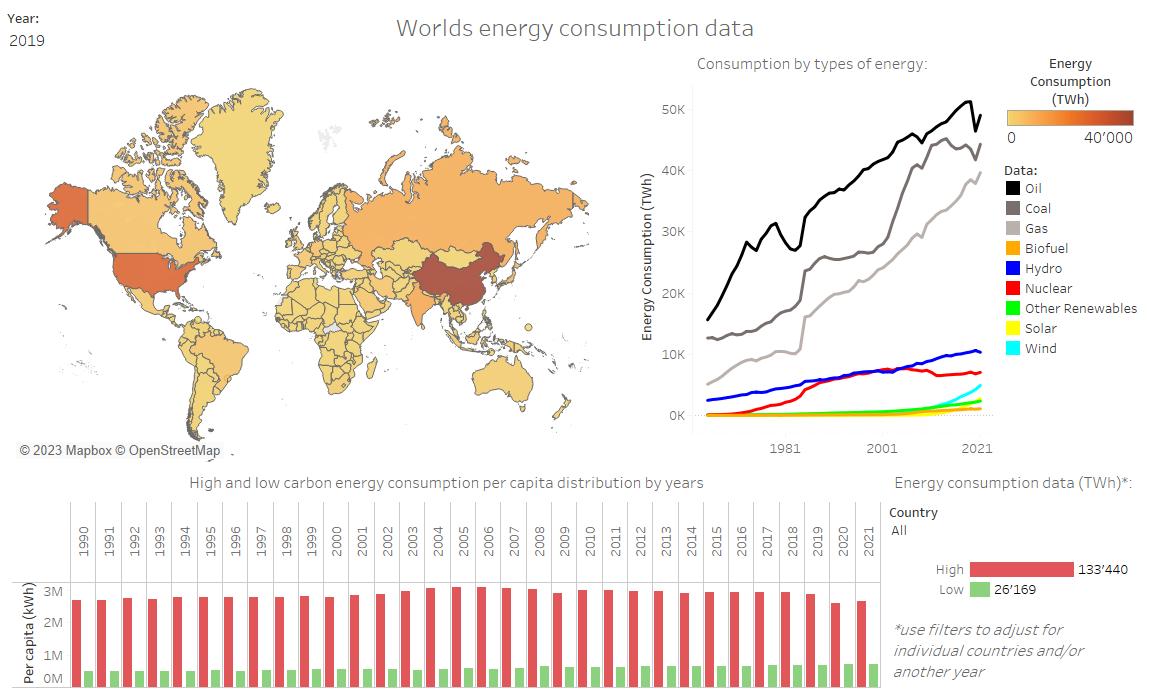 Year:
2019
Worlds energy consumption data
Consumption by types of energy:
Energy
Consumption
(TWh)
0
40’000
Data:
Oil
Coal
Gas
Biofuel
Hydro
Nuclear
Other Renewables
Solar
Wind
Energy Consumption (TWh)
50K
40K
30K
20K
10K
0K
1981
2001
2021
© 2023 Mapbox © OpenStreetMap
High and low carbon energy consumption per capita distribution by years
1990
1991
1992
1993
1994
1995
1996
1997
1998
1999
2000
2001
2002
2003
2004
2005
2006
2007
2008
2009
2010
2011
2012
2013
2014
2015
2016
2017
2018
2019
2020
2021
Per capita (kWh)
3M
2M
1M
0M
Energy consumption data (TWh)*:
Country
All
High 133’440
Low 26’169
*use filters to adjust for
individual countries and/or
another year